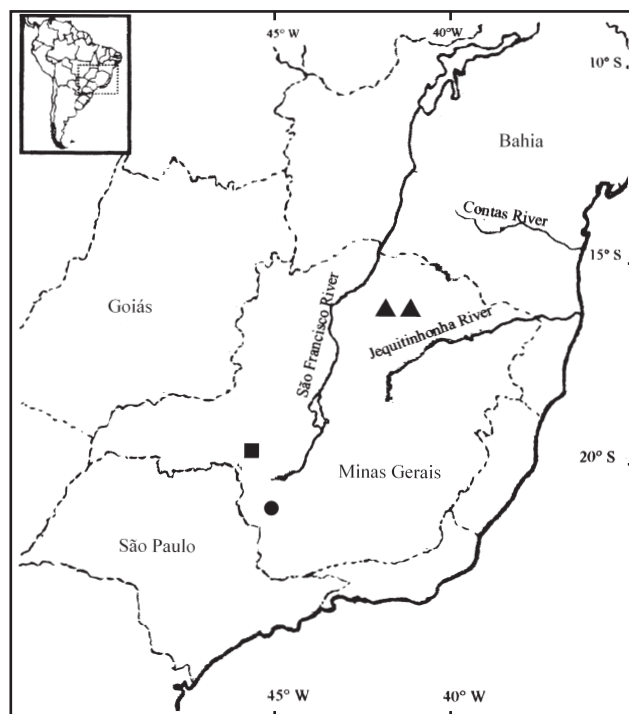 45° W
40°W
10° S
Bahia
Contas River
15° S
Goiás
São Francisco River
Jequitinhonha River
20° S
Minas Gerais
São Paulo
45° W
40° W